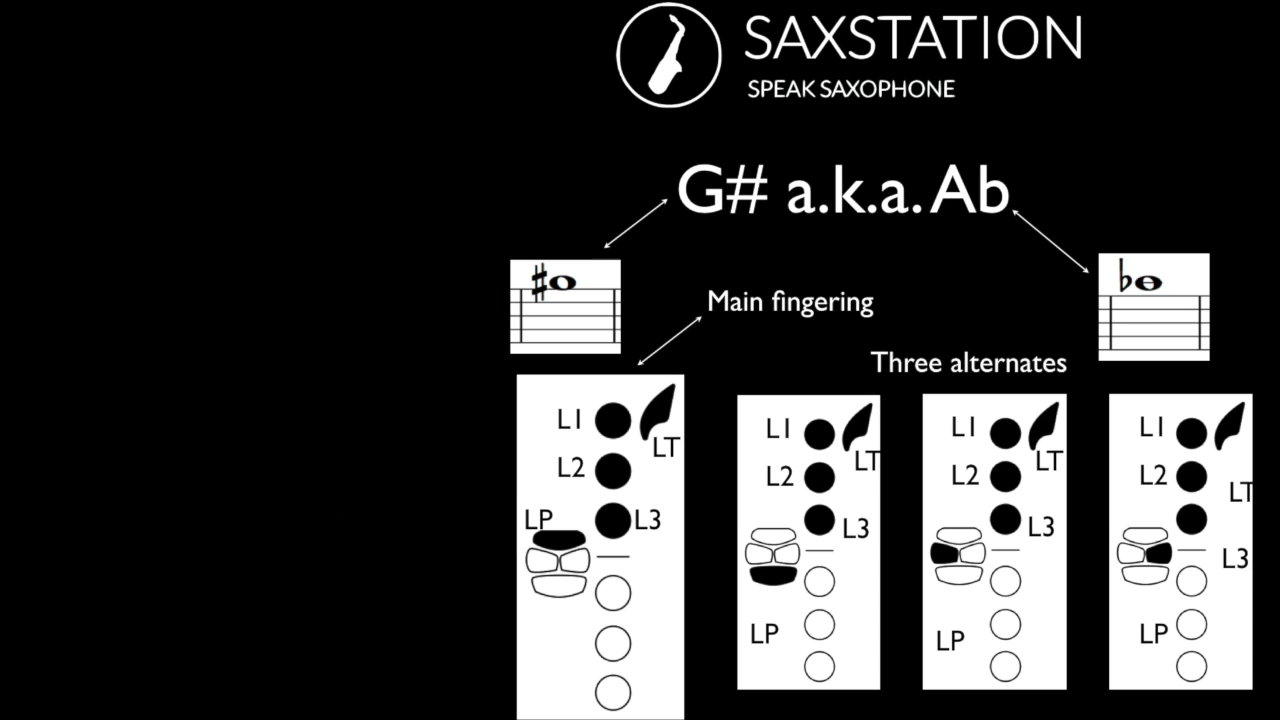 SAXSTATION
SPEAK SAXOPHONE
G# a.k.a. Ab
Main fingering
Three alternates
L1
LT
L2
LP
L3
L1
LT
L2
L3
LP
L1
LT
L2
L3
LP
L1
L2
LT
L3
LP